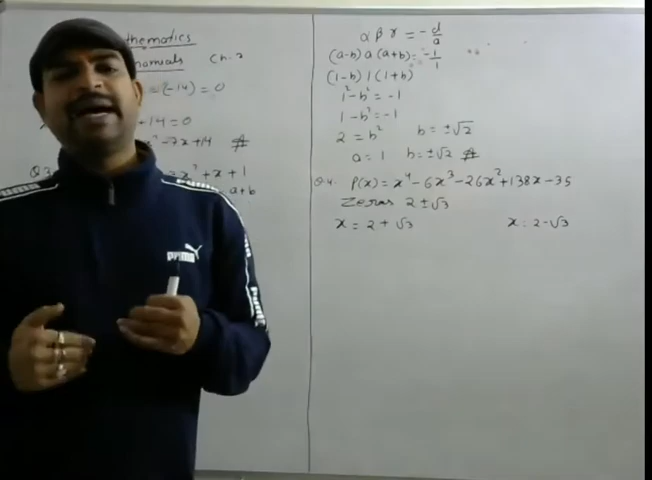 thematics
nomials Ch. 2
= (-14) = 0
+14 = 0
-7x+14
Q3 = x³+x+1
-a+b
αβγ = -d/a
(a-b) a (a+b) = -1/1
(1-b) 1 (1+b)
1²-b² = -1
1-b² = -1
2 = b² b = ±√2
a = 1 b = ±√2
Q4. P(x) = x⁴-6x³-26x²+138x-35
Zeros 2±√3
x = 2+√3 x = 2-√3
PUMA